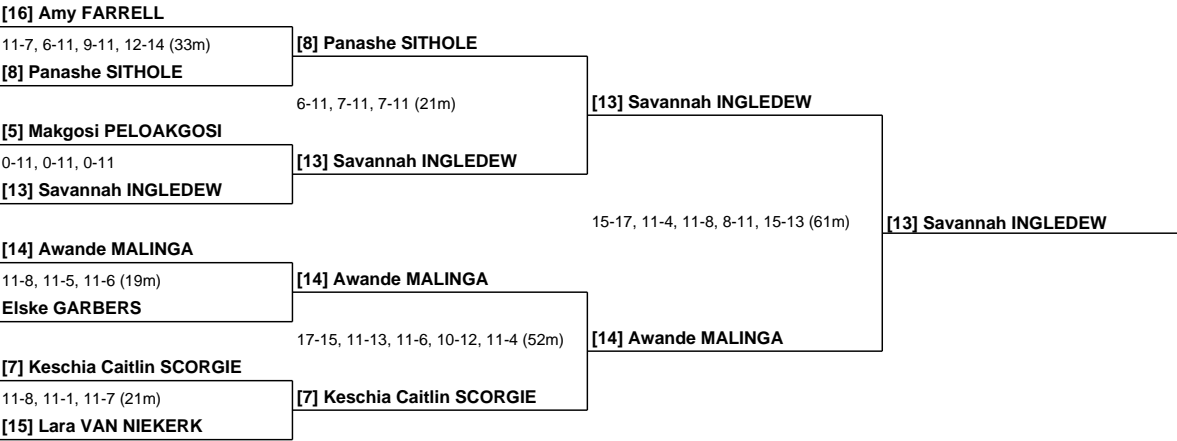 [16] Amy FARRELL
11-7, 6-11, 9-11, 12-14 (33m)
[8] Panashe SITHOLE
[8] Panashe SITHOLE
6-11, 7-11, 7-11 (21m)
[13] Savannah INGLEDEW
[5] Makgosi PELOAKGOSI
0-11, 0-11, 0-11
[13] Savannah INGLEDEW
[13] Savannah INGLEDEW
15-17, 11-4, 11-8, 8-11, 15-13 (61m)
[13] Savannah INGLEDEW
[14] Awande MALINGA
11-8, 11-5, 11-6 (19m)
[14] Awande MALINGA
Elske GARBERS
17-15, 11-13, 11-6, 10-12, 11-4 (52m)
[14] Awande MALINGA
[7] Keschia Caitlin SCORGIE
11-8, 11-1, 11-7 (21m)
[7] Keschia Caitlin SCORGIE
[15] Lara VAN NIEKERK